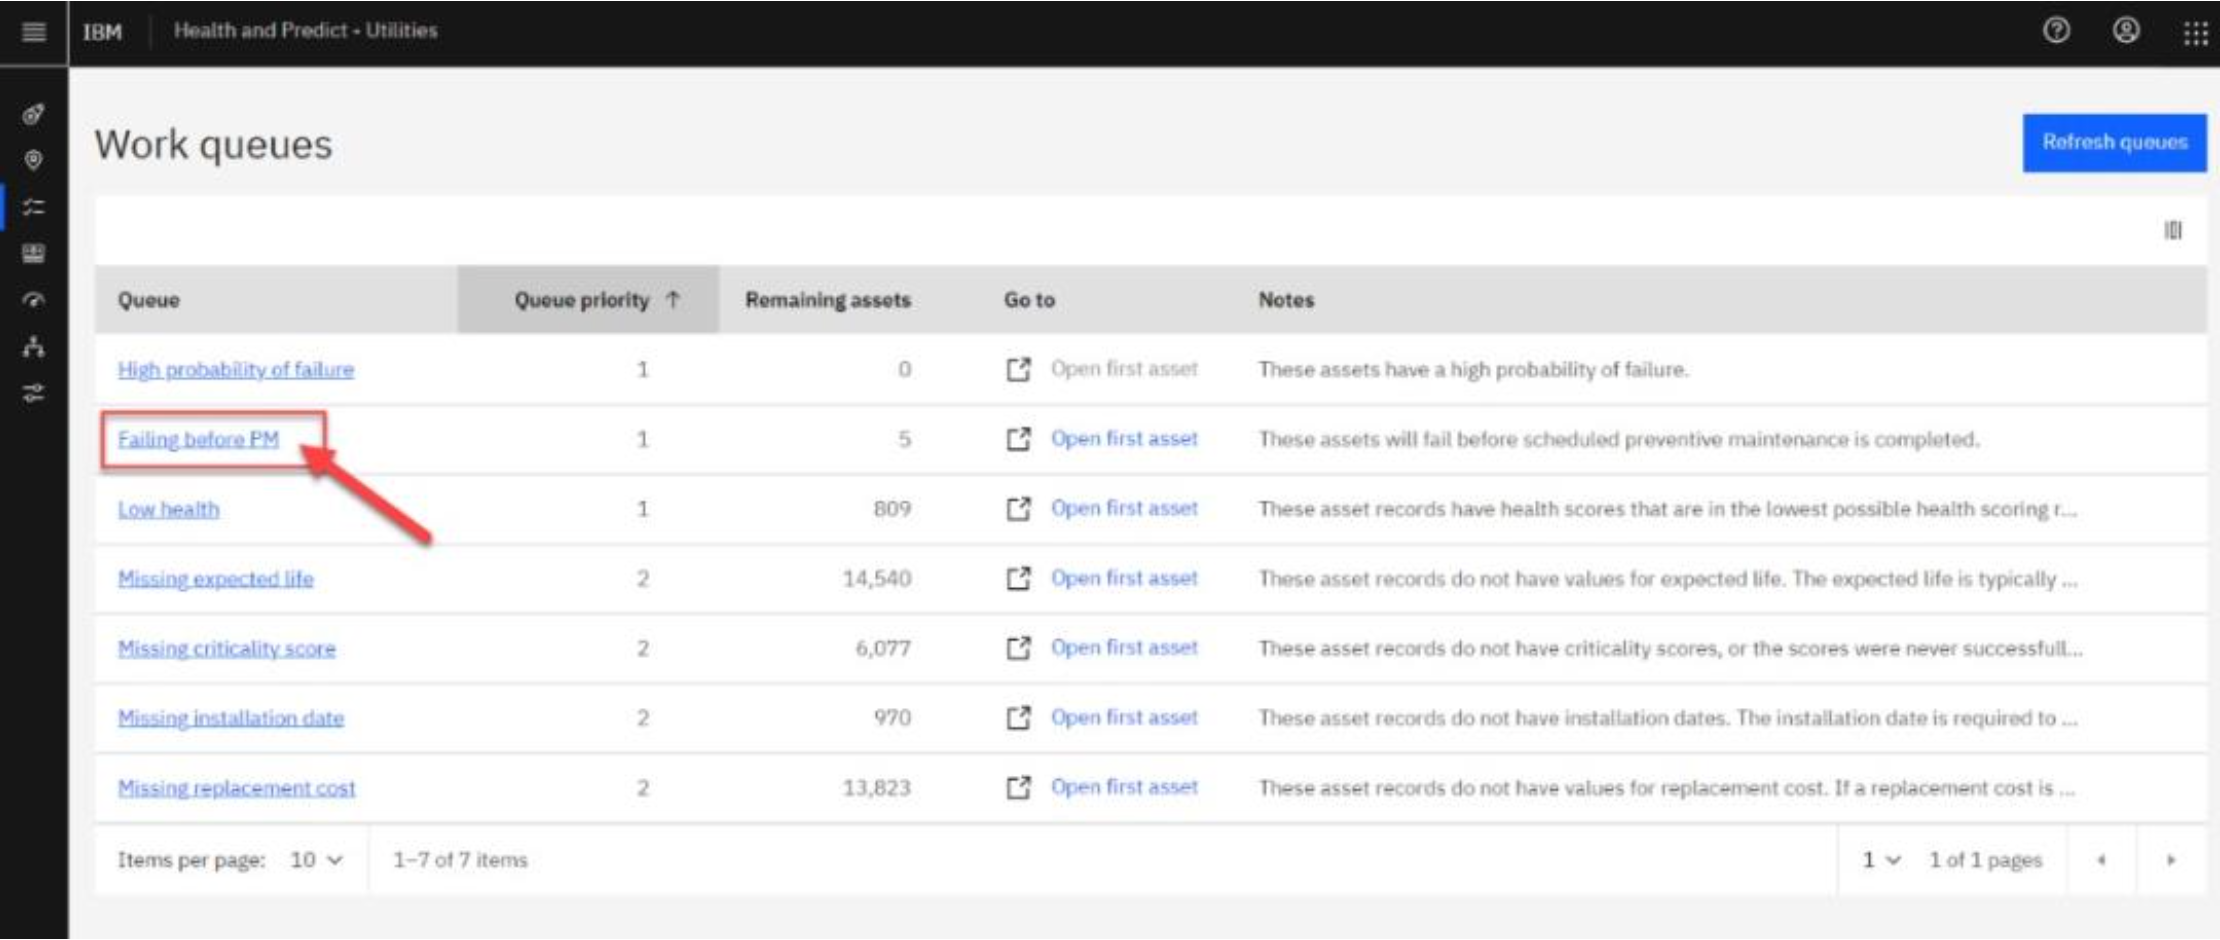 IBM Health and Predict - Utilities
Work queues
Refresh queues
Queue Queue priority Remaining assets Go to Notes
High probability of failure 1 0 Open first asset These assets have a high probability of failure.
Failing before PM 1 5 Open first asset These assets will fail before scheduled preventive maintenance is completed.
Low health 1 809 Open first asset These asset records have health scores that are in the lowest possible health scoring r...
Missing expected life 2 14,540 Open first asset These asset records do not have values for expected life. The expected life is typically ...
Missing criticality score 2 6,077 Open first asset These asset records do not have criticality scores, or the scores were never successfull...
Missing installation date 2 970 Open first asset These asset records do not have installation dates. The installation date is required to ...
Missing replacement cost 2 13,823 Open first asset These asset records do not have values for replacement cost. If a replacement cost is ...
Items per page: 10 1–7 of 7 items 1 1 of 1 pages